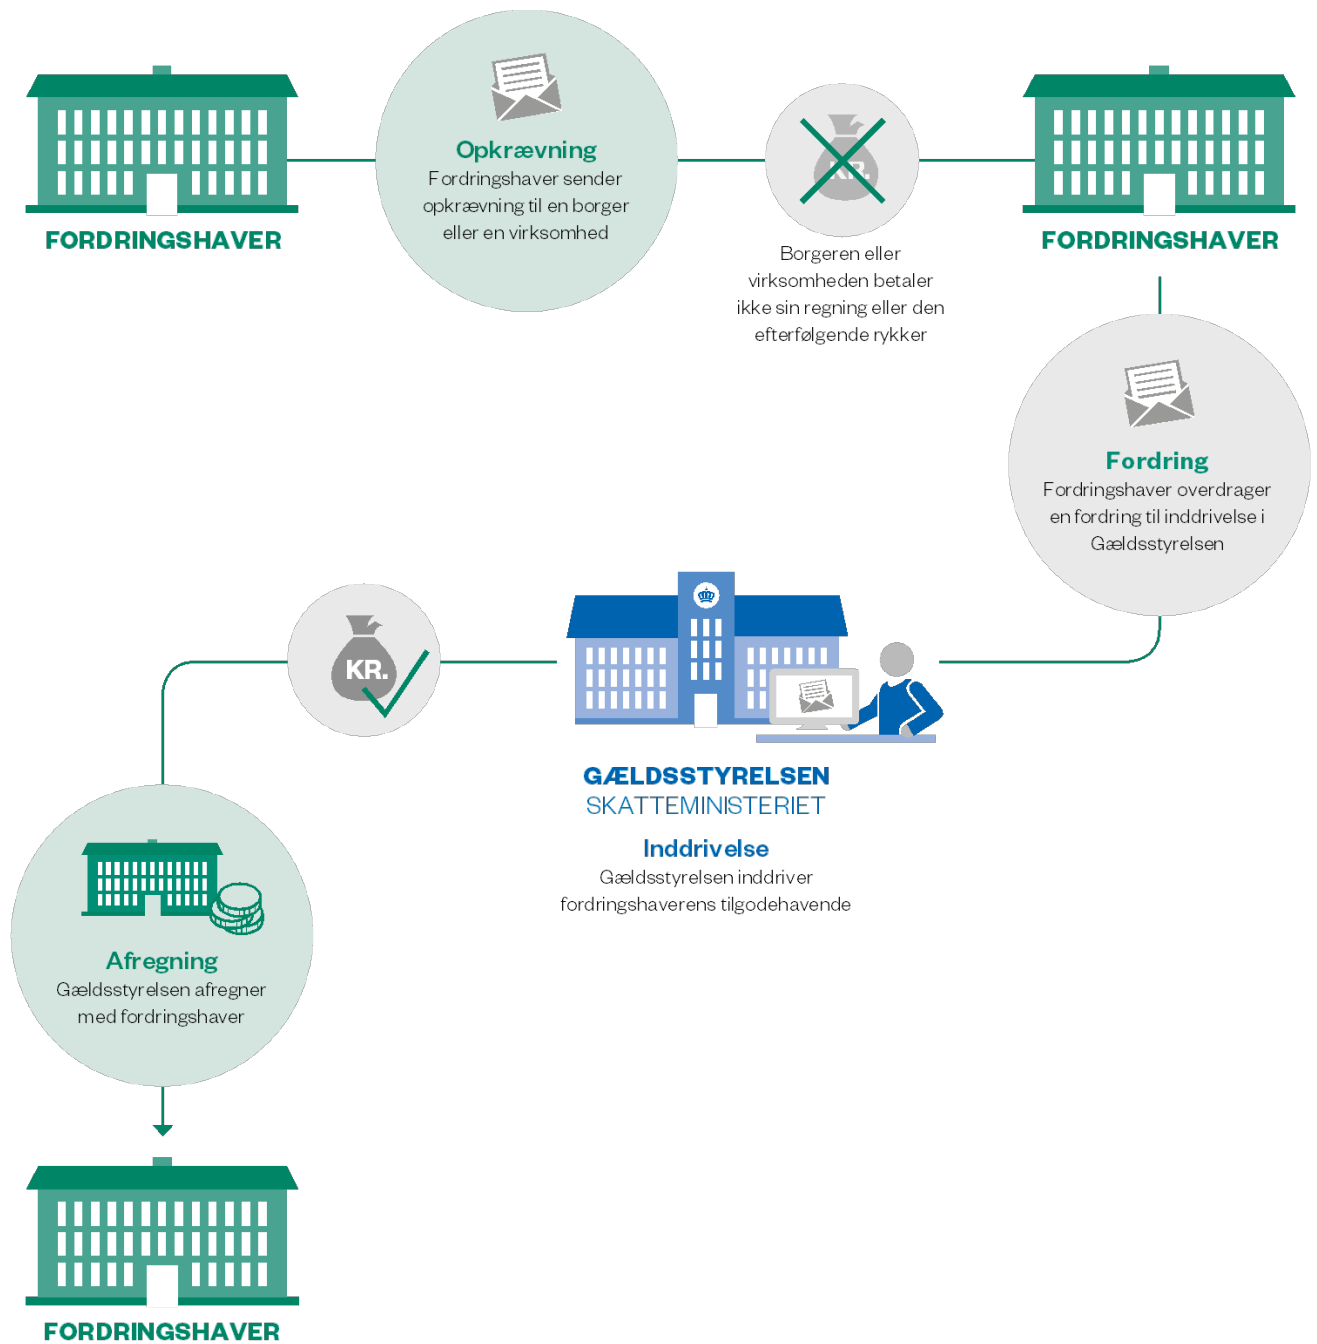 FORDRINGSHAVER
Opkrævning
Fordringshaver sender
opkrævning til en borger
eller en virksomhed
KR.
Borgeren eller
virksomheden betaler
ikke sin regning eller den
efterfølgende rykker
FORDRINGSHAVER
Fordring
Fordringshaver overdrager
en fordring til inddrivelse i
Gældsstyrelsen
GÆLDSSTYRELSEN
SKATTEMINISTERIET
Inddrivelse
Gældsstyrelsen inddriver
fordringshaverens tilgodehavende
KR.
Afregning
Gældsstyrelsen afregner
med fordringshaver
FORDRINGSHAVER